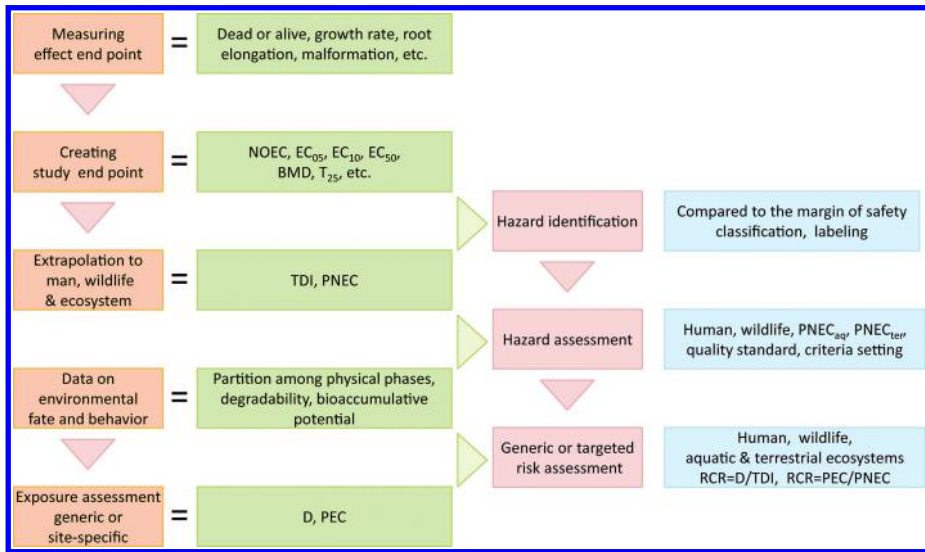 Measuring
effect end point
=
Dead or alive, growth rate, root
elongation, malformation, etc.
Creating
study end point
=
NOEC, EC₀₅, EC₁₀, EC₅₀,
BMD, T₂₅, etc.
Hazard identification
Compared to the margin of safety
classification, labeling
Extrapolation to
man, wildlife
& ecosystem
=
TDI, PNEC
Hazard assessment
Human, wildlife, PNECaq, PNECter,
quality standard, criteria setting
Data on
environmental
fate and behavior
=
Partition among physical phases,
degradability, bioaccumulative
potential
Generic or targeted
risk assessment
Human, wildlife,
aquatic & terrestrial ecosystems
RCR=D/TDI, RCR=PEC/PNEC
Exposure assessment
generic or
site-specific
=
D, PEC